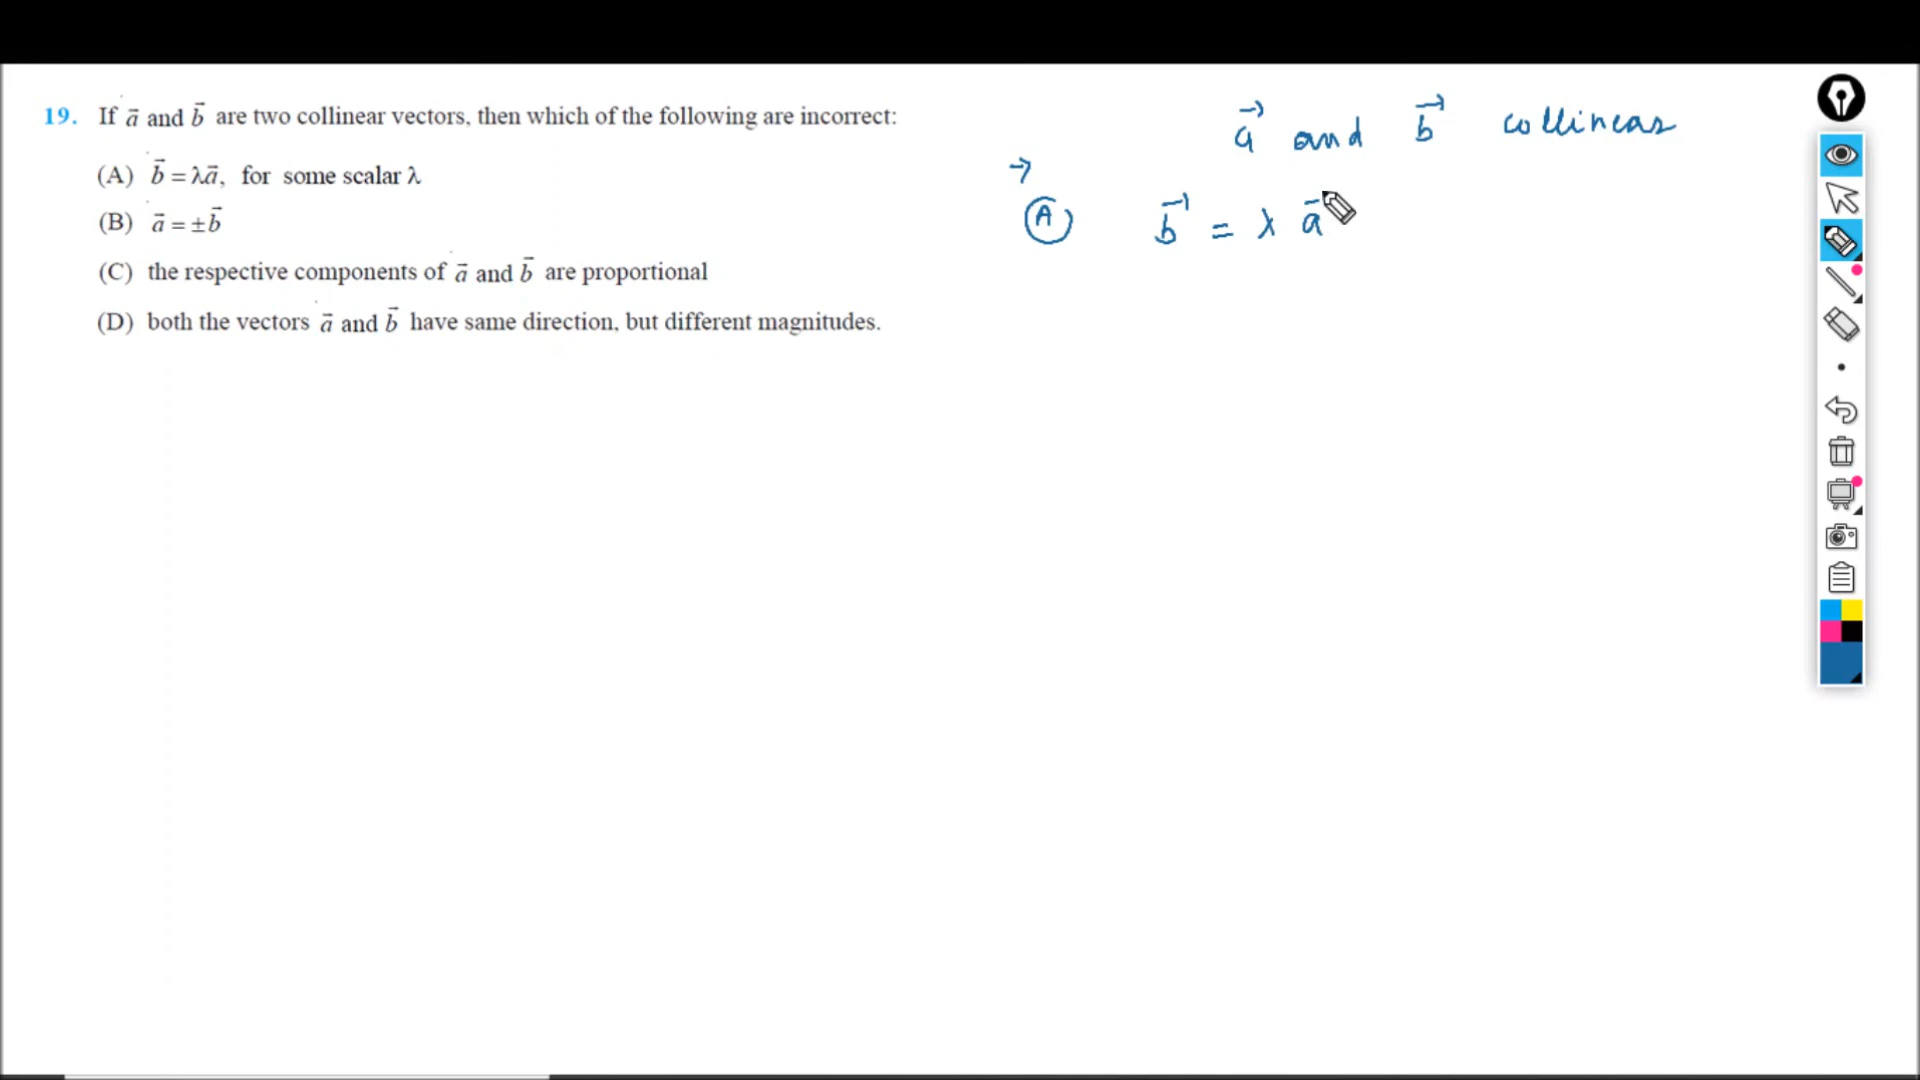 19. If a⃗ and b⃗ are two collinear vectors, then which of the following are incorrect:
(A) b⃗ = λa⃗, for some scalar λ
(B) a⃗ = ±b⃗
(C) the respective components of a⃗ and b⃗ are proportional
(D) both the vectors a⃗ and b⃗ have same direction, but different magnitudes.
a⃗ and b⃗ collinear
→
(A) b⃗ = λ a⃗